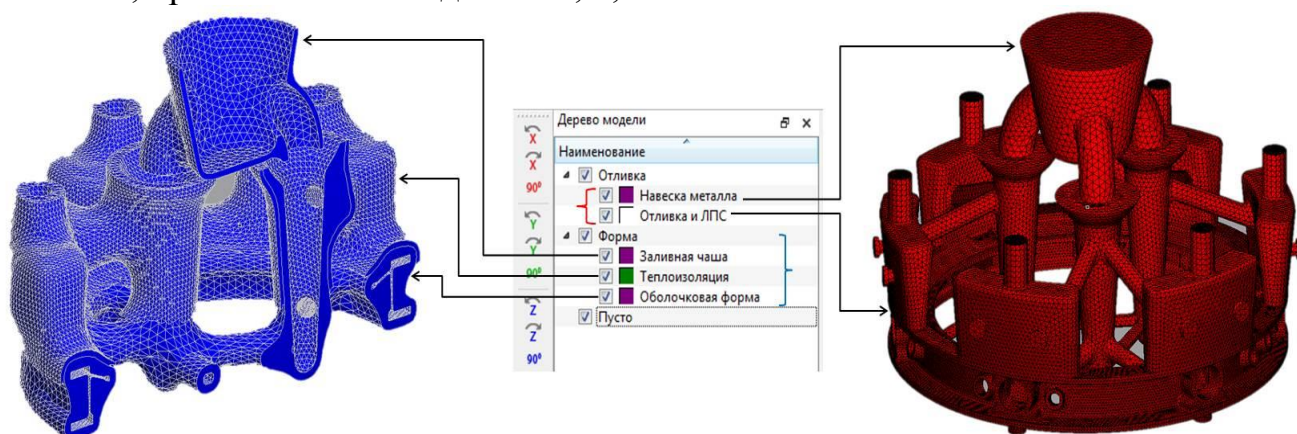 Дерево модели
Наименование
Отливка
Навеска металла
Отливка и ЛПС
Форма
Заливная чаша
Теплоизоляция
Оболочковая форма
Пусто
X
X
90°
Y
Y
90°
Z
Z
90°